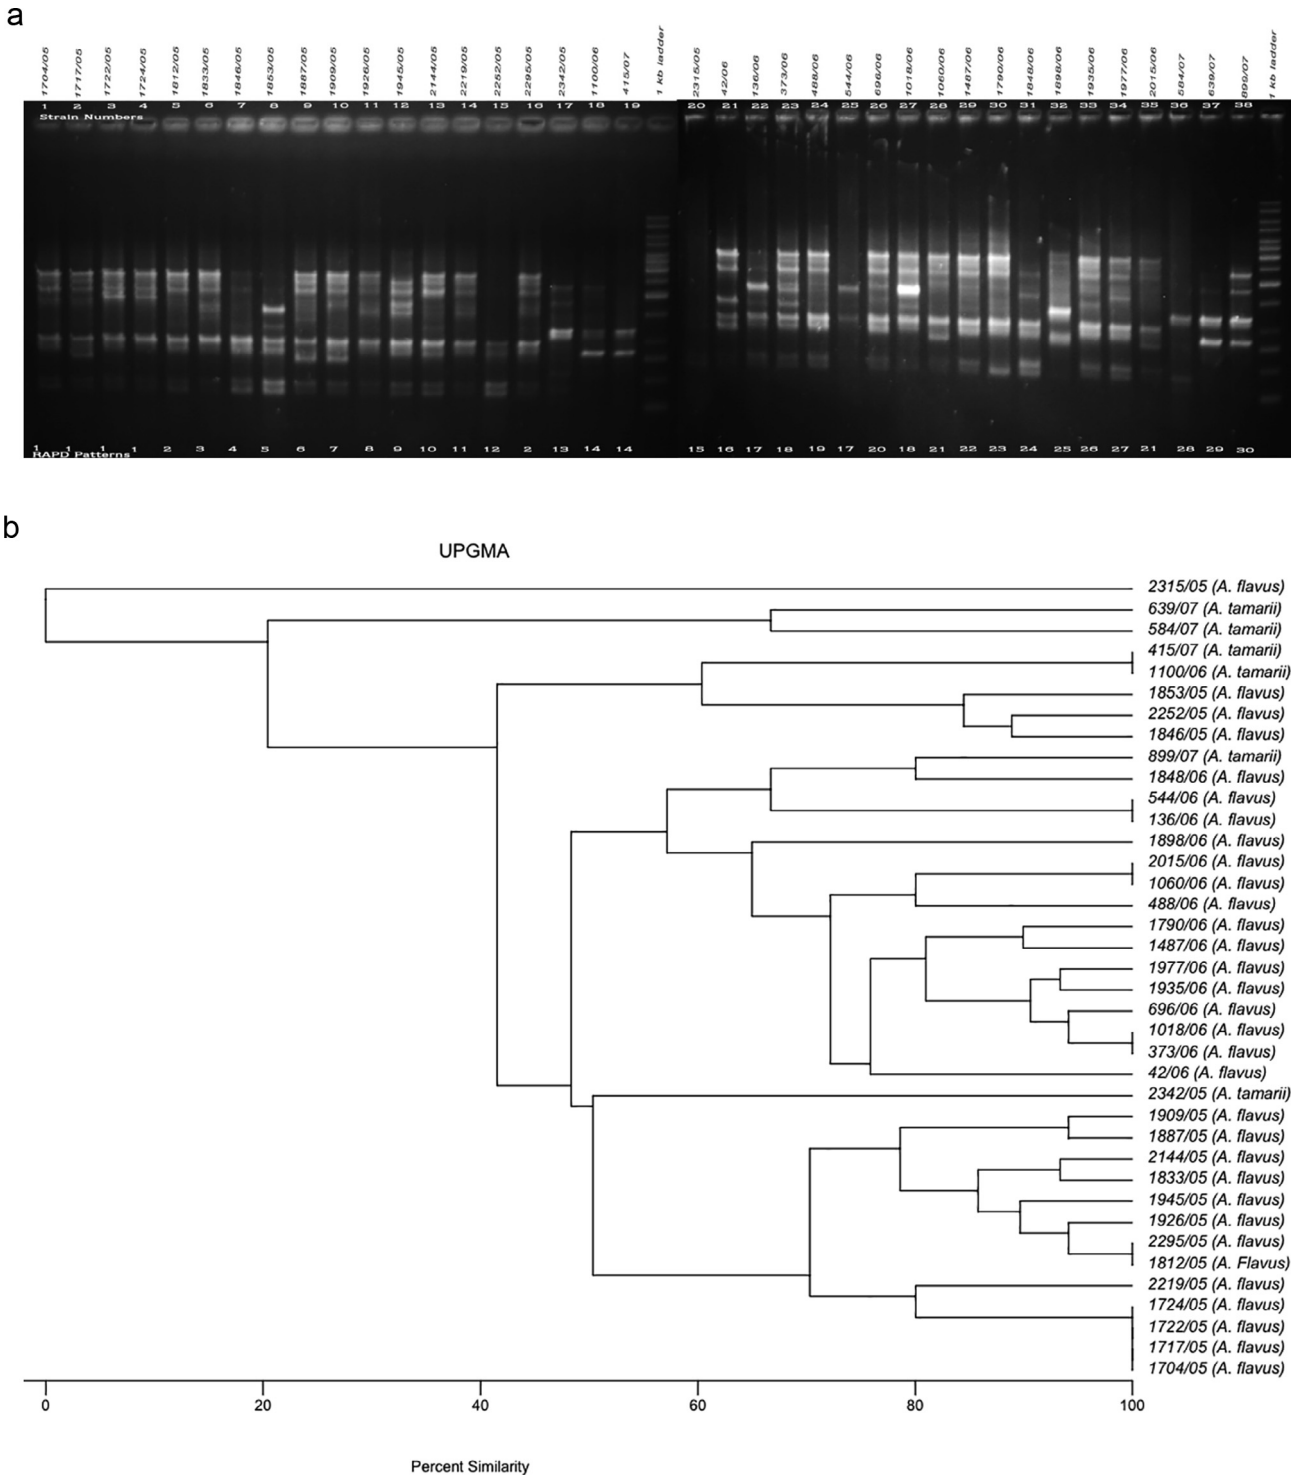 a
1704/05 1717/05 1722/05 1724/05 1812/05 1833/05 1846/05 1853/05 1887/05 1909/05 1926/05 1945/05 2144/05 2219/05 2252/05 2295/05 2342/05 1100/06 415/07 1 kb ladder 2315/05 42/06 136/06 373/06 488/06 544/06 696/06 1018/06 1060/06 1487/06 1790/06 1848/06 1898/06 1935/06 1977/06 2015/06 584/07 639/07 899/07 1 kb ladder
1 2 3 4 5 6 7 8 9 10 11 12 13 14 15 16 17 18 19 20 21 22 23 24 25 26 27 28 29 30 31 32 33 34 35 36 37 38
Strain Numbers
1 1 1 1 2 3 4 5 6 7 8 9 10 11 12 2 13 14 14 15 16 17 18 19 17 20 18 21 22 23 24 25 26 27 21 28 29 30
RAPD Patterns
b
UPGMA
2315/05 (A. flavus)
639/07 (A. tamarii)
584/07 (A. tamarii)
415/07 (A. tamarii)
1100/06 (A. tamarii)
1853/05 (A. flavus)
2252/05 (A. flavus)
1846/05 (A. flavus)
899/07 (A. tamarii)
1848/06 (A. flavus)
544/06 (A. flavus)
136/06 (A. flavus)
1898/06 (A. flavus)
2015/06 (A. flavus)
1060/06 (A. flavus)
488/06 (A. flavus)
1790/06 (A. flavus)
1487/06 (A. flavus)
1977/06 (A. flavus)
1935/06 (A. flavus)
696/06 (A. flavus)
1018/06 (A. flavus)
373/06 (A. flavus)
42/06 (A. flavus)
2342/05 (A. tamarii)
1909/05 (A. flavus)
1887/05 (A. flavus)
2144/05 (A. flavus)
1833/05 (A. flavus)
1945/05 (A. flavus)
1926/05 (A. flavus)
2295/05 (A. flavus)
1812/05 (A. Flavus)
2219/05 (A. flavus)
1724/05 (A. flavus)
1722/05 (A. flavus)
1717/05 (A. flavus)
1704/05 (A. flavus)
0 20 40 60 80 100
Percent Similarity